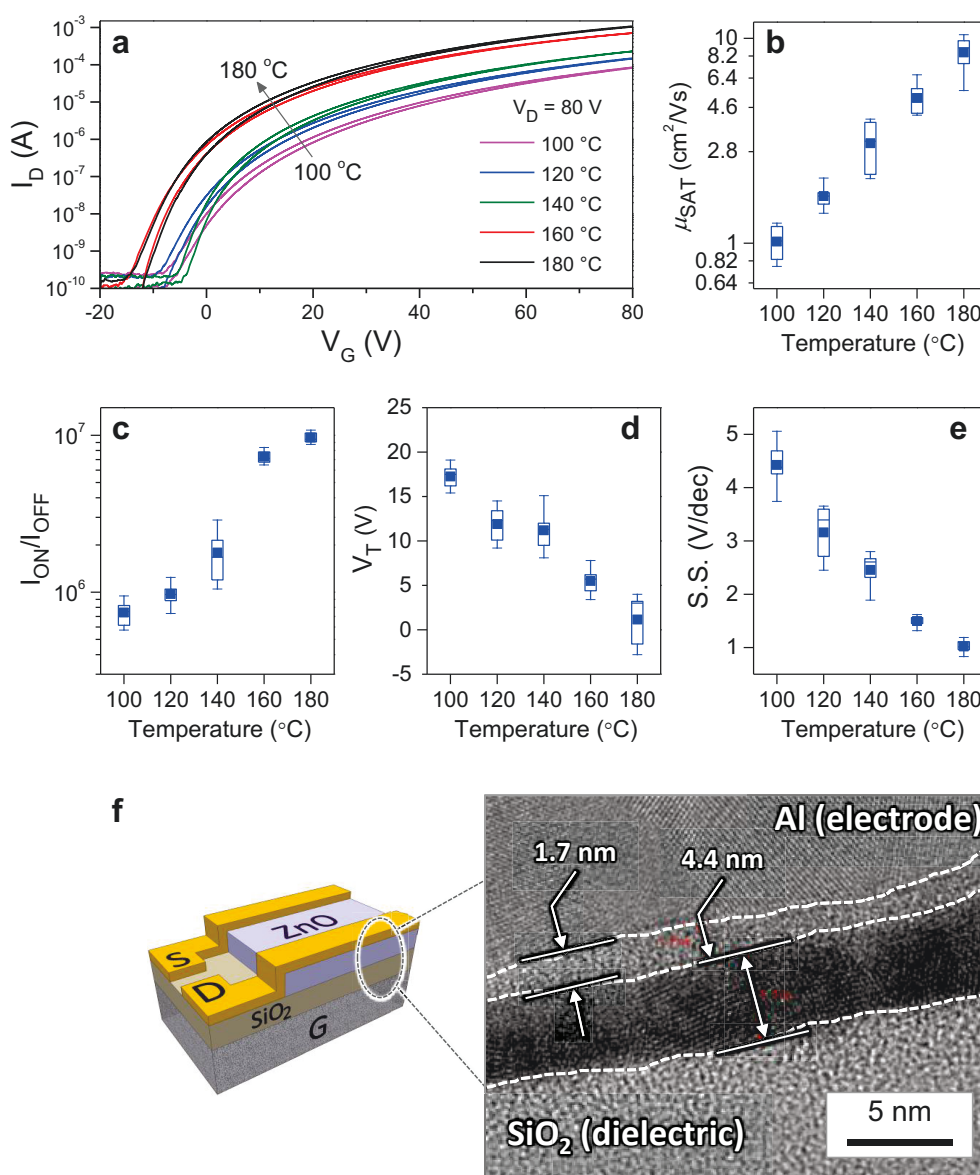 a
I_D (A)
10⁻³
10⁻⁴
10⁻⁵
10⁻⁶
10⁻⁷
10⁻⁸
10⁻⁹
10⁻¹⁰
180 °C
100 °C
V_D = 80 V
100 °C
120 °C
140 °C
160 °C
180 °C
-20 0 20 40 60 80
V_G (V)
b
μ_SAT (cm²/Vs)
10
8.2
6.4
4.6
2.8
1
0.82
0.64
100 120 140 160 180
Temperature (°C)
c
I_ON/I_OFF
10⁷
10⁶
100 120 140 160 180
Temperature (°C)
d
V_T (V)
25
20
15
10
5
0
-5
100 120 140 160 180
Temperature (°C)
e
S.S. (V/dec)
5
4
3
2
1
100 120 140 160 180
Temperature (°C)
f
ZnO
S
D
SiO₂
G
Al (electrode)
1.7 nm
4.4 nm
SiO₂ (dielectric)
5 nm